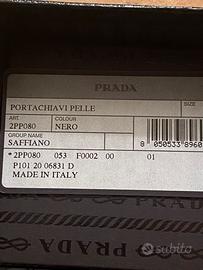 PRADA
PORTACHIAVI PELLE
SIZE
ART. COLOUR
2PP080 NERO
GROUP NAME
SAFFIANO
8 050533 8960
*2PP080 053 F0002 00 01
P101 20 06831 D
MADE IN ITALY
PRADA
subito